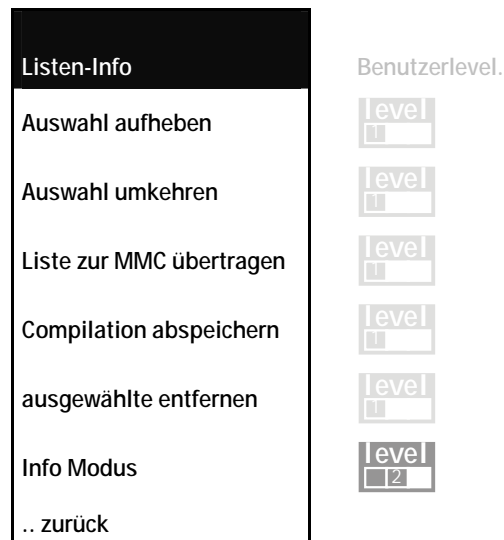 Listen-Info Benutzerlevel.
Auswahl aufheben level 1
Auswahl umkehren level 1
Liste zur MMC übertragen level 1
Compilation abspeichern level 1
ausgewählte entfernen level 1
Info Modus level 2
.. zurück